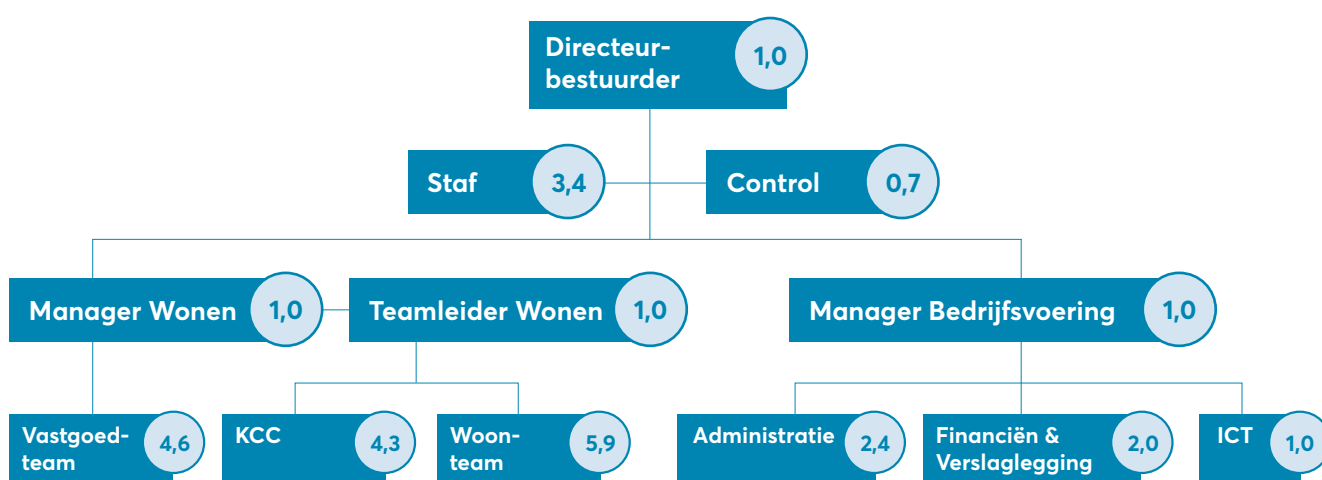 Directeur-
bestuurder
1,0
Staf
3,4
Control
0,7
Manager Wonen
1,0
Teamleider Wonen
1,0
Manager Bedrijfsvoering
1,0
Vastgoed-
team
4,6
KCC
4,3
Woon-
team
5,9
Administratie
2,4
Financiën &
Verslaglegging
2,0
ICT
1,0